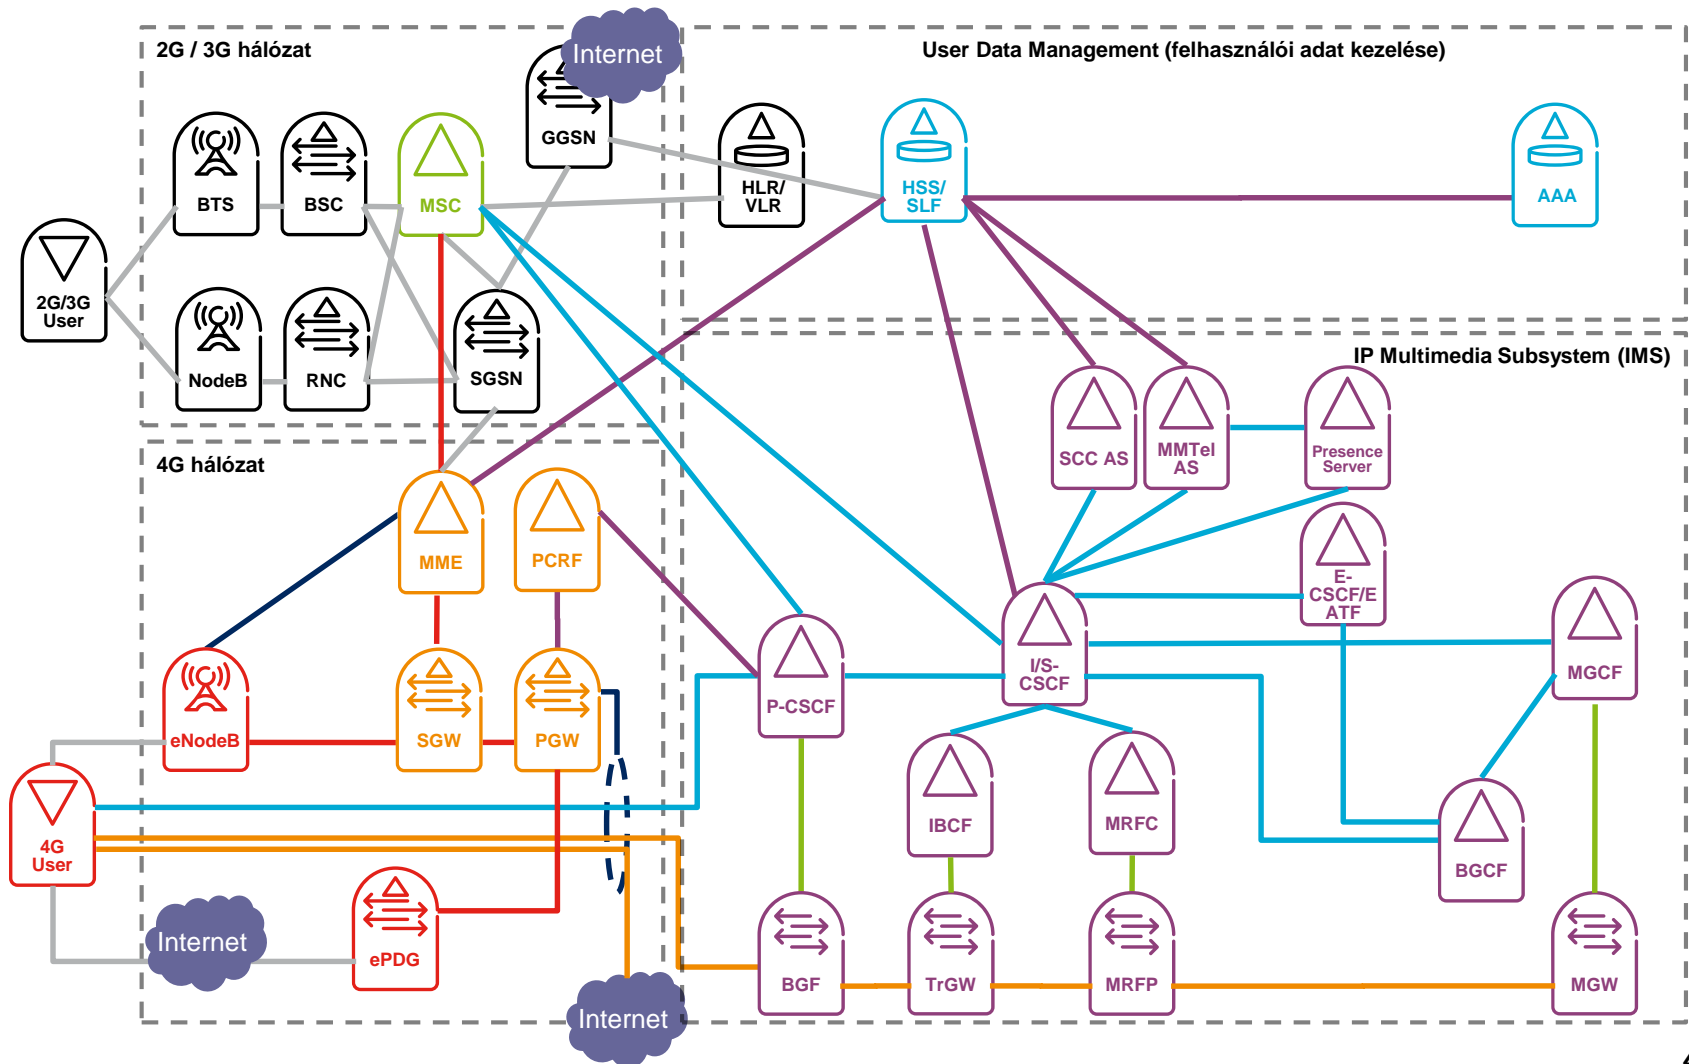 2G / 3G hálózat
Internet
User Data Management (felhasználói adat kezelése)
GGSN
BTS
BSC
MSC
HLR/
VLR
HSS/
SLF
AAA
2G/3G
User
NodeB
RNC
SGSN
IP Multimedia Subsystem (IMS)
4G hálózat
SCC AS
MMTel
AS
Presence
Server
MME
PCRF
E-
CSCF/E
ATF
I/S-
CSCF
MGCF
P-CSCF
eNodeB
SGW
PGW
4G
User
IBCF
MRFC
BGCF
Internet
ePDG
BGF
TrGW
MRFP
MGW
Internet